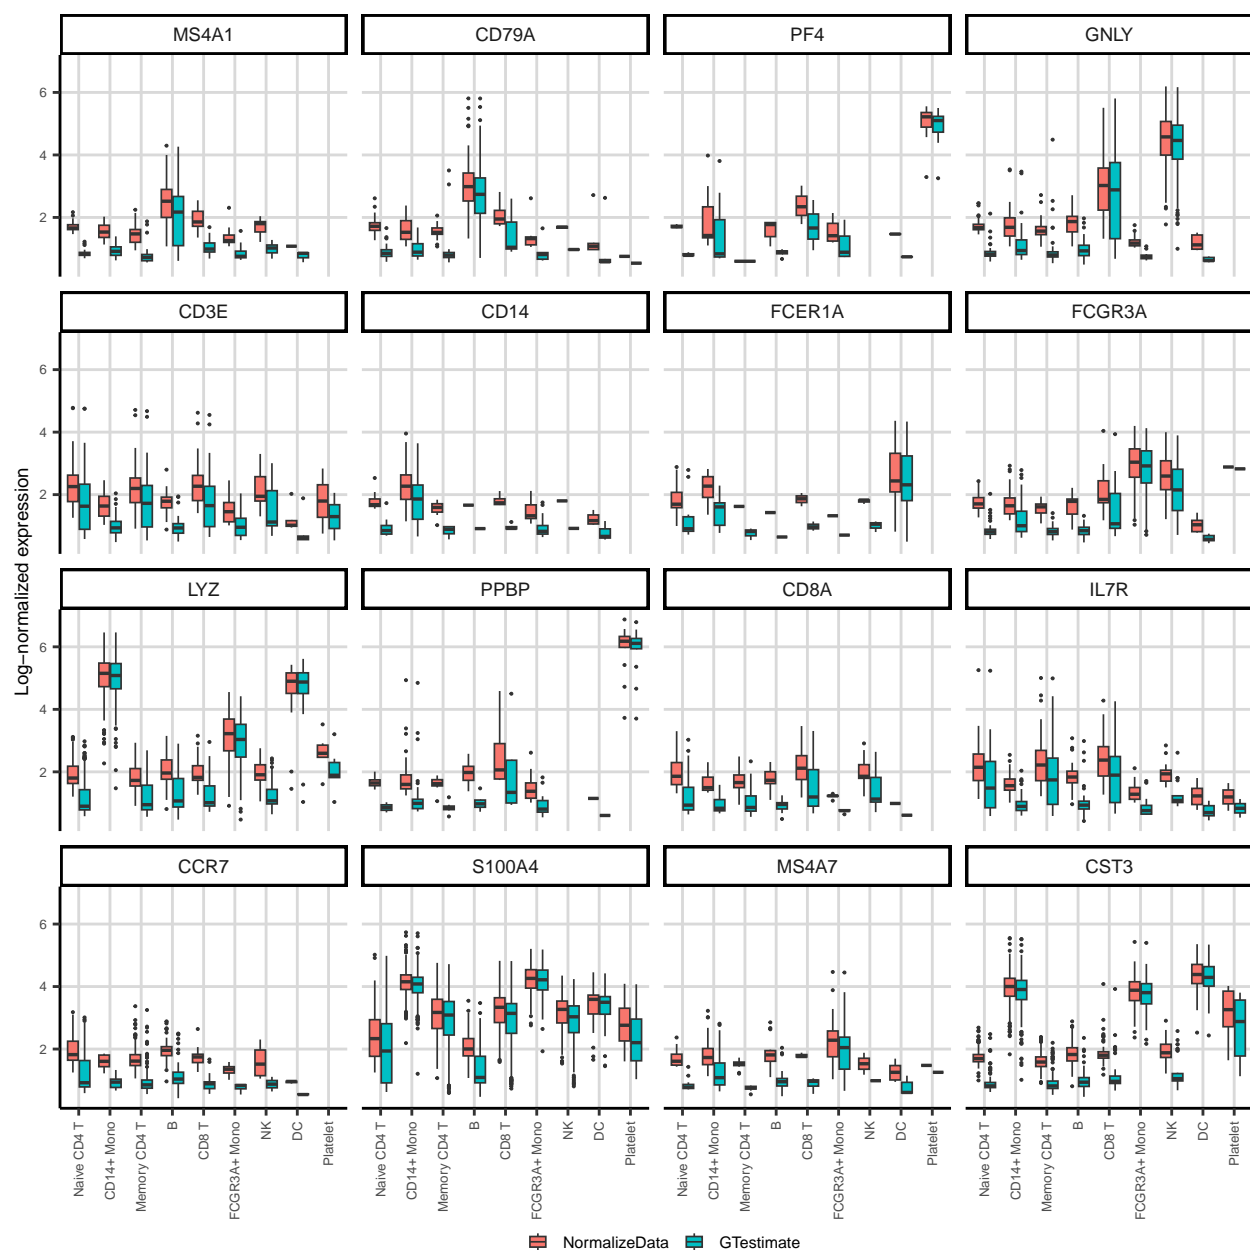 MS4A1 CD79A PF4 GNLY
6
4
2
CD3E CD14 FCER1A FCGR3A
6
4
2
LYZ PPBP CD8A IL7R
6
4
2
CCR7 S100A4 MS4A7 CST3
6
4
2
Log−normalized expression
Naive CD4 T CD14+ Mono Memory CD4 T B CD8 T FCGR3A+ Mono NK DC Platelet Naive CD4 T CD14+ Mono Memory CD4 T B CD8 T FCGR3A+ Mono NK DC Platelet Naive CD4 T CD14+ Mono Memory CD4 T B CD8 T FCGR3A+ Mono NK DC Platelet Naive CD4 T CD14+ Mono Memory CD4 T B CD8 T FCGR3A+ Mono NK DC Platelet
NormalizeData GTestimate